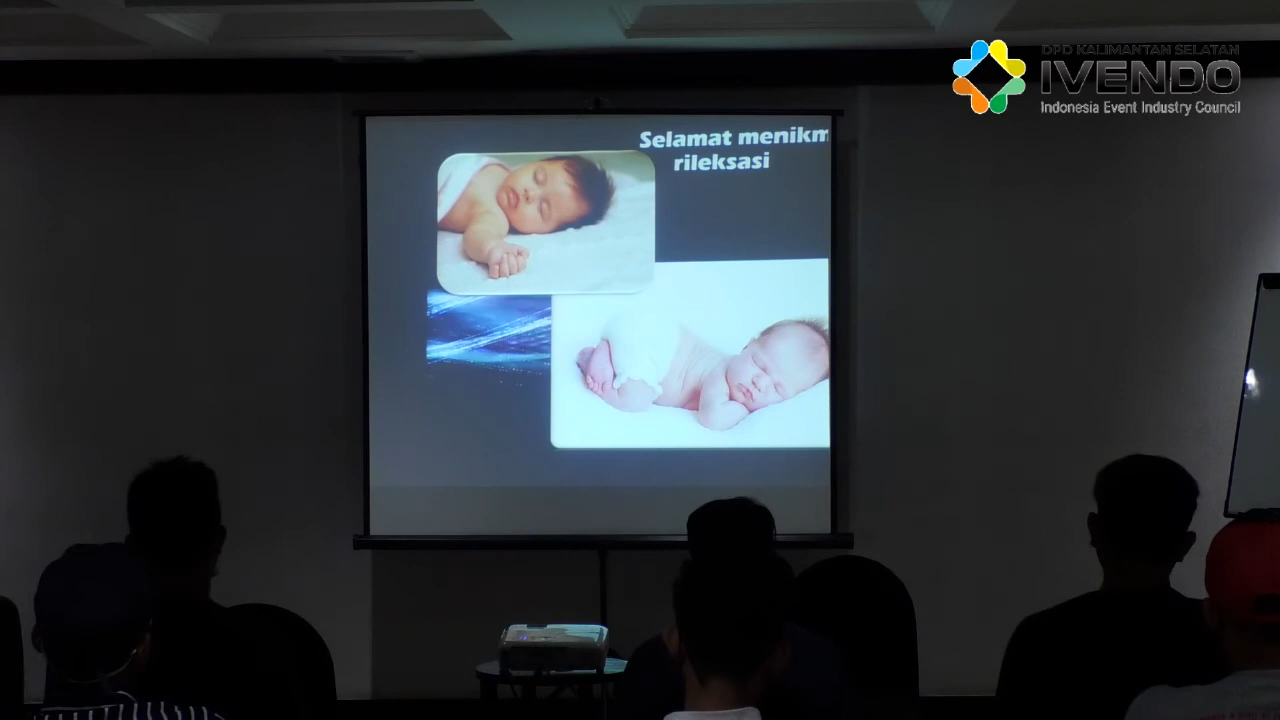 DPD KALIMANTAN SELATAN
IVENDO
Indonesia Event Industry Council
Selamat menikm
rileksasi